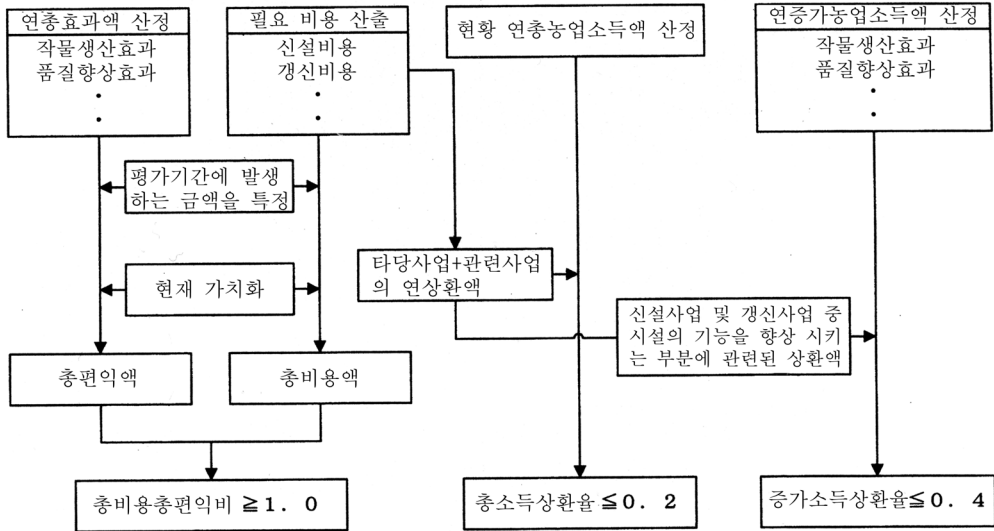 연총효과액 산정
작물생산효과
품질향상효과
필요 비용 산출
신설비용
갱신비용
현황 연총농업소득액 산정
연증가농업소득액 산정
작물생산효과
품질향상효과
평가기간에 발생
하는 금액을 특정
현재 가치화
타당사업+관련사업
의 연상환액
신설사업 및 갱신사업 중
시설의 기능을 향상 시키
는 부분에 관련된 상환액
총편익액
총비용액
총비용총편익비 ≧1. 0
총소득상환율≦0. 2
증가소득상환율≦0. 4